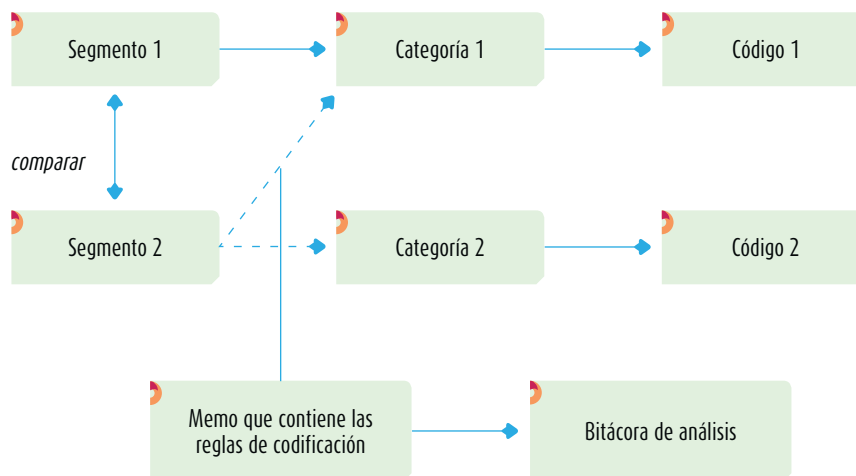 Segmento 1
Categoría 1
Código 1
comparar
Segmento 2
Categoría 2
Código 2
Memo que contiene las
reglas de codificación
Bitácora de análisis